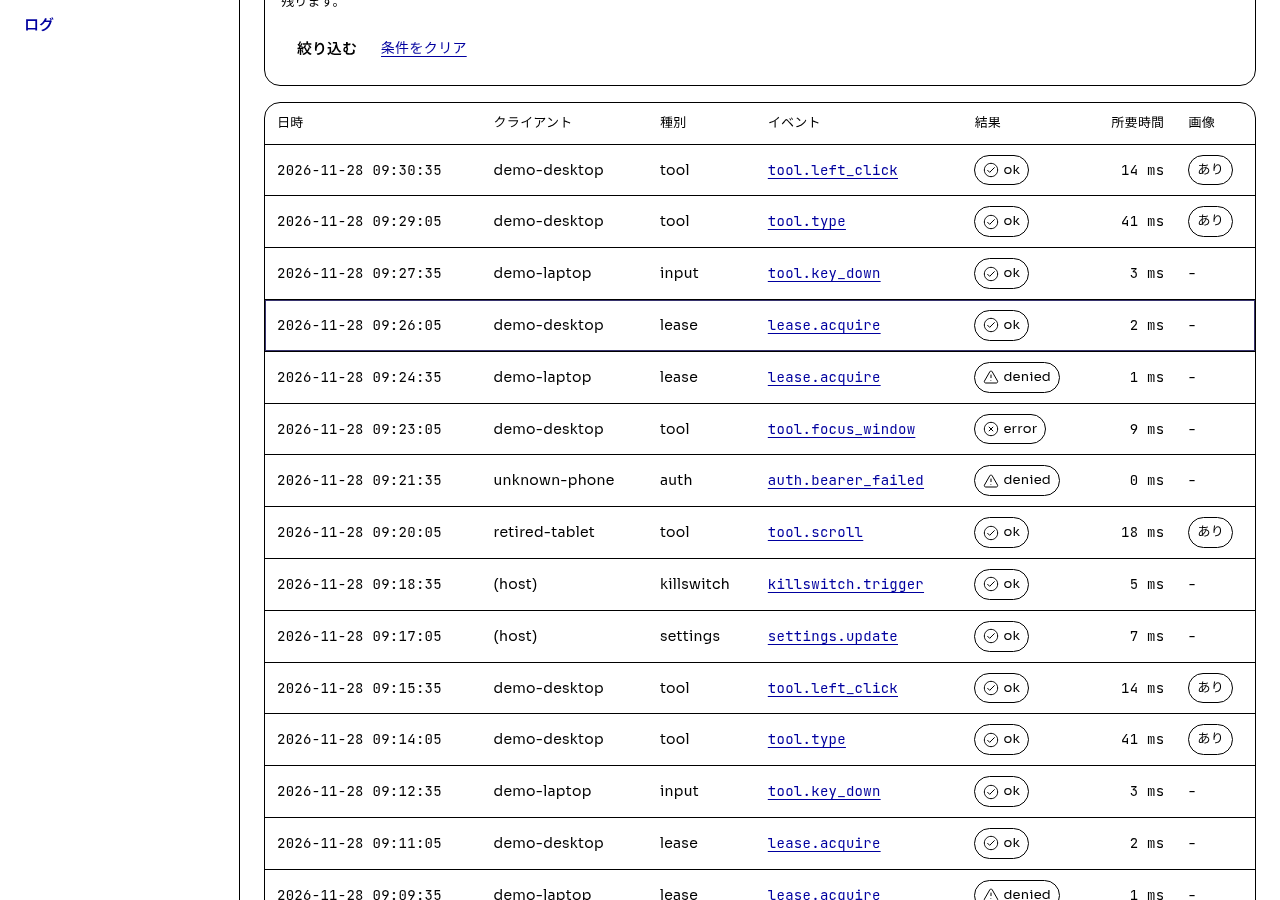 ログ
残ります。
絞り込む 条件をクリア
日時 クライアント 種別 イベント 結果 所要時間 画像
2026-11-28 09:30:35 demo-desktop tool tool.left_click ok 14 ms あり
2026-11-28 09:29:05 demo-desktop tool tool.type ok 41 ms あり
2026-11-28 09:27:35 demo-laptop input tool.key_down ok 3 ms -
2026-11-28 09:26:05 demo-desktop lease lease.acquire ok 2 ms -
2026-11-28 09:24:35 demo-laptop lease lease.acquire denied 1 ms -
2026-11-28 09:23:05 demo-desktop tool tool.focus_window error 9 ms -
2026-11-28 09:21:35 unknown-phone auth auth.bearer_failed denied 0 ms -
2026-11-28 09:20:05 retired-tablet tool tool.scroll ok 18 ms あり
2026-11-28 09:18:35 (host) killswitch killswitch.trigger ok 5 ms -
2026-11-28 09:17:05 (host) settings settings.update ok 7 ms -
2026-11-28 09:15:35 demo-desktop tool tool.left_click ok 14 ms あり
2026-11-28 09:14:05 demo-desktop tool tool.type ok 41 ms あり
2026-11-28 09:12:35 demo-laptop input tool.key_down ok 3 ms -
2026-11-28 09:11:05 demo-desktop lease lease.acquire ok 2 ms -
2026-11-28 09:09:35 demo-laptop lease lease.acquire denied 1 ms -